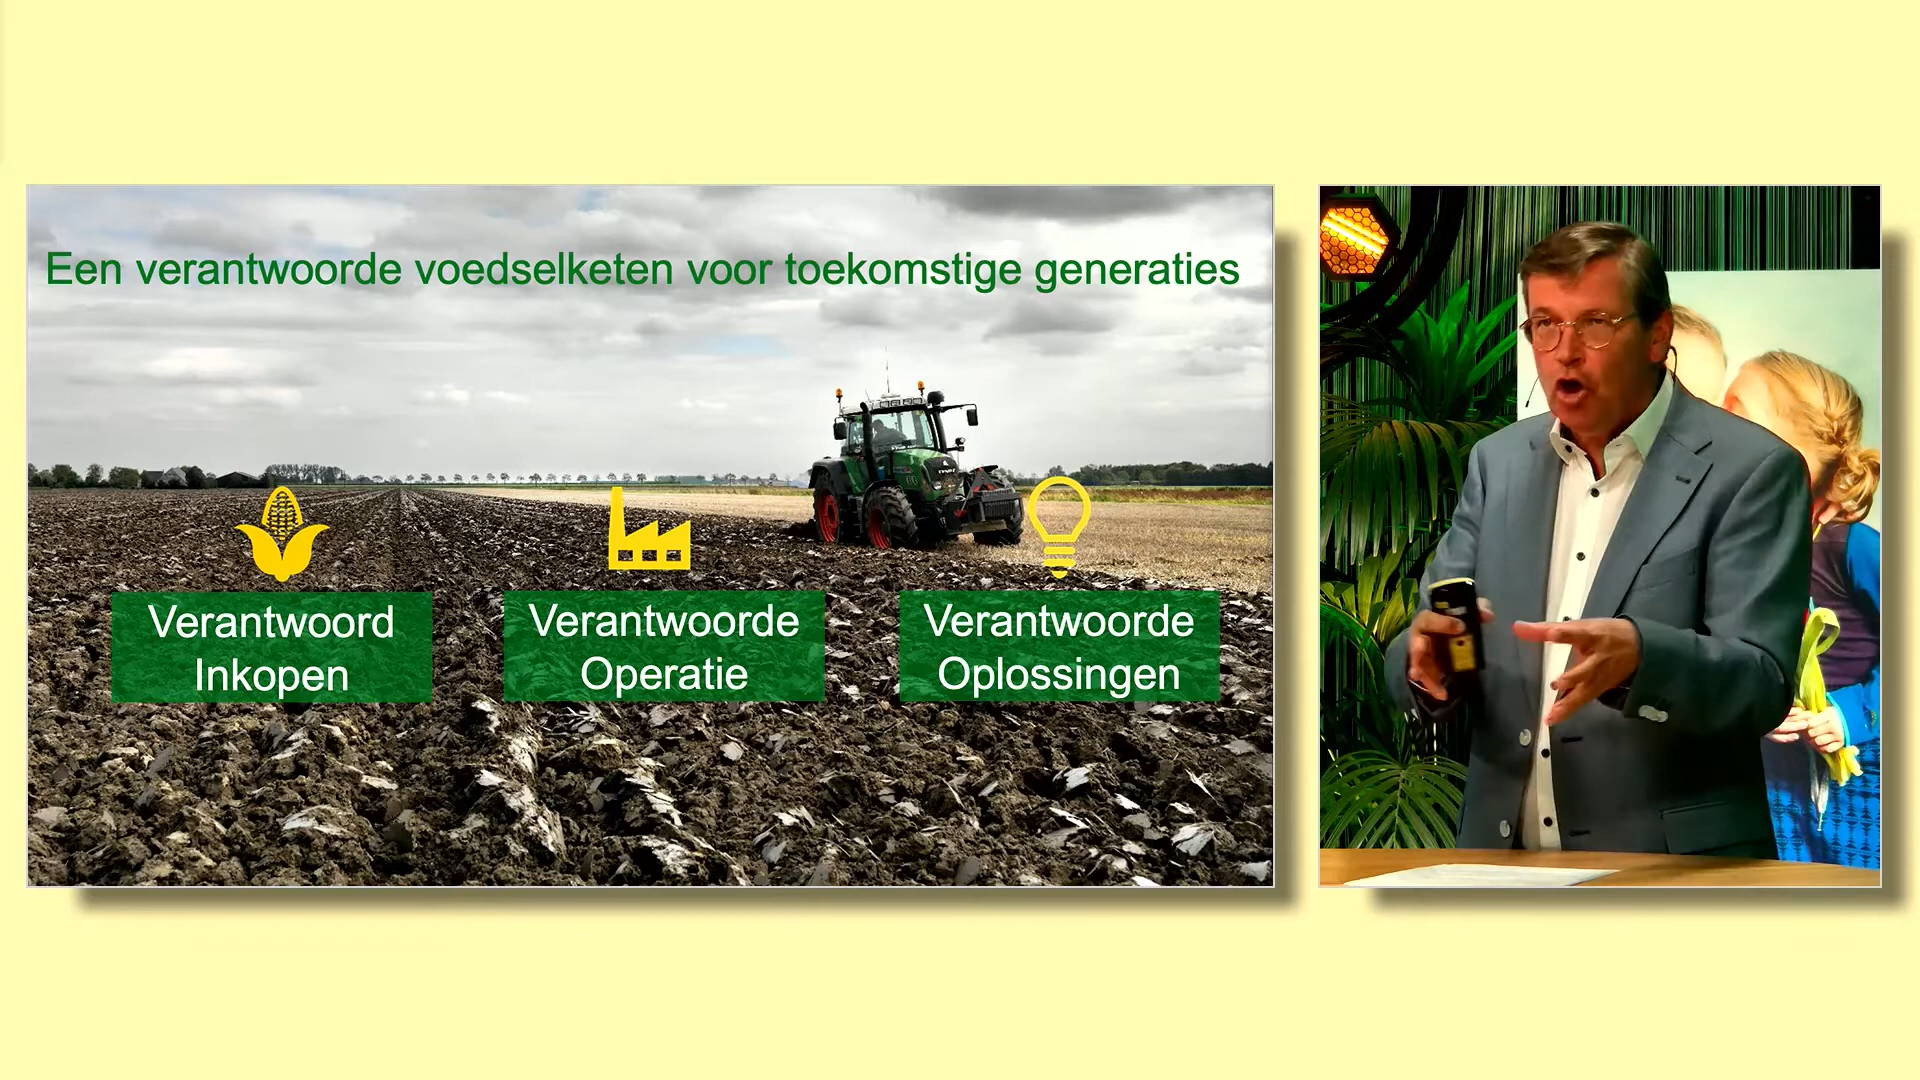 Een verantwoorde voedselketen voor toekomstige generaties
Verantwoord
Inkopen
Verantwoorde
Operatie
Verantwoorde
Oplossingen